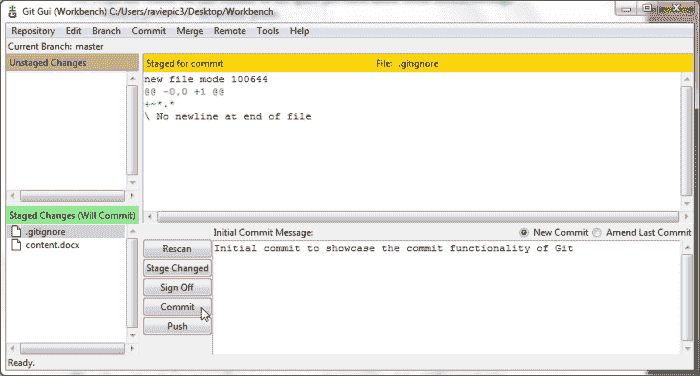 Git Gui (Workbench) C:/Users/raviepic3/Desktop/Workbench
Repository Edit Branch Commit Merge Remote Tools Help
Current Branch: master
Unstaged Changes
Staged for commit File: .gitignore
new file mode 100644
@@ -0,0 +1 @@
+~*.*
\ No newline at end of file
Staged Changes (Will Commit)
.gitignore
content.docx
Initial Commit Message: New Commit Amend Last Commit
Rescan
Stage Changed
Sign Off
Commit
Push
Initial commit to showcase the commit functionality of Git
Ready.